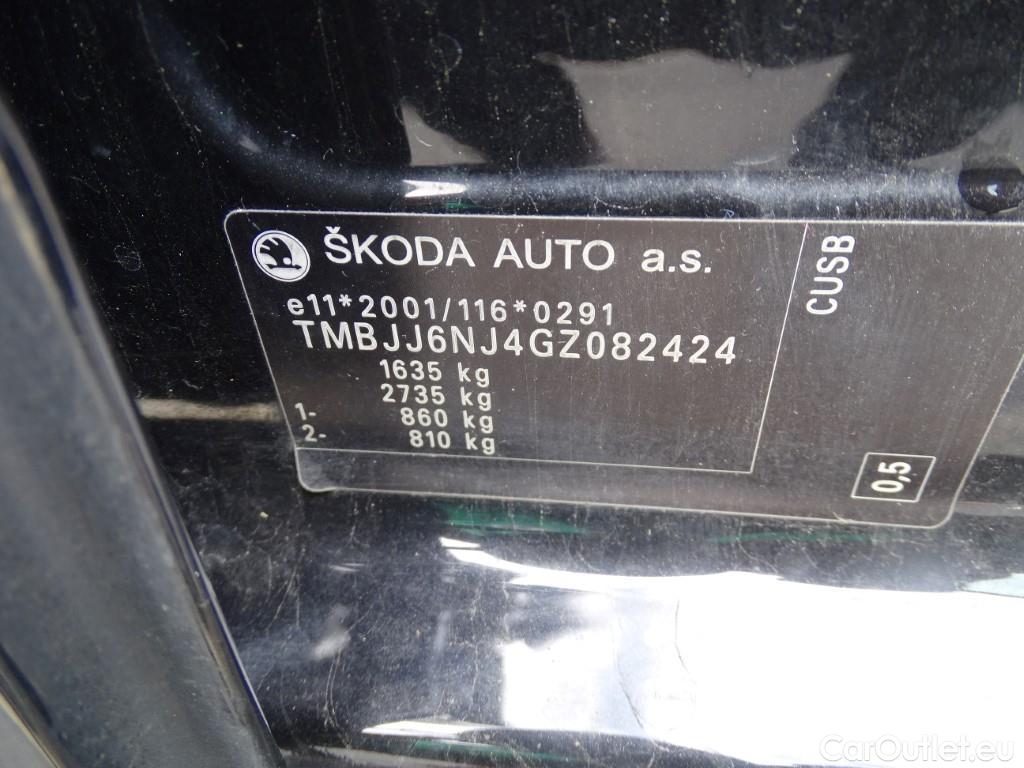 ŠKODA AUTO a.s.
e11*2001/116*0291
TMBJJ6NJ4GZ082424
1635 kg
2735 kg
1- 860 kg
2- 810 kg
CUSB
0,5
CarOutlet.eu